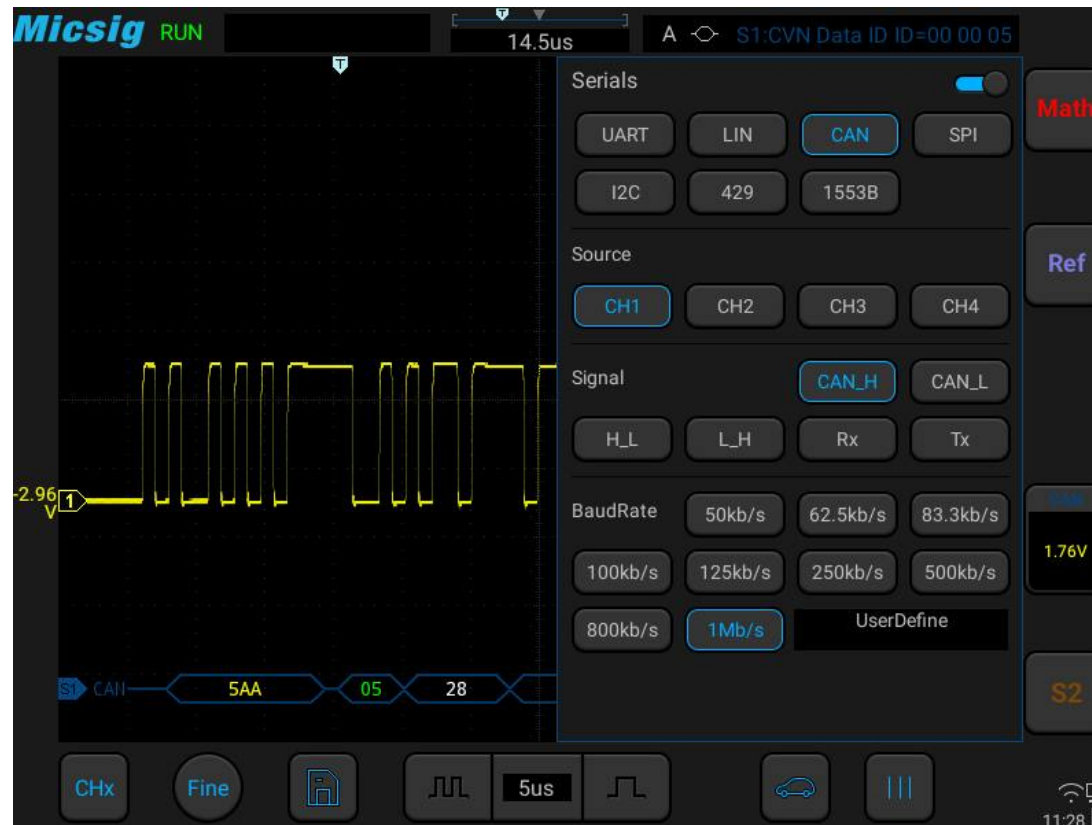 Micsig RUN
T
14.5us
A S1:CVN Data ID ID=00 00 05
T
Serials
UART LIN CAN SPI
I2C 429 1553B
Source
CH1 CH2 CH3 CH4
Signal CAN_H CAN_L
H_L L_H Rx Tx
BaudRate 50kb/s 62.5kb/s 83.3kb/s
100kb/s 125kb/s 250kb/s 500kb/s
800kb/s 1Mb/s UserDefine
Math
Ref
1.76V
S2
-2.96
V
1
S1 CAN 5AA 05 28
CHx Fine 5us
11:28